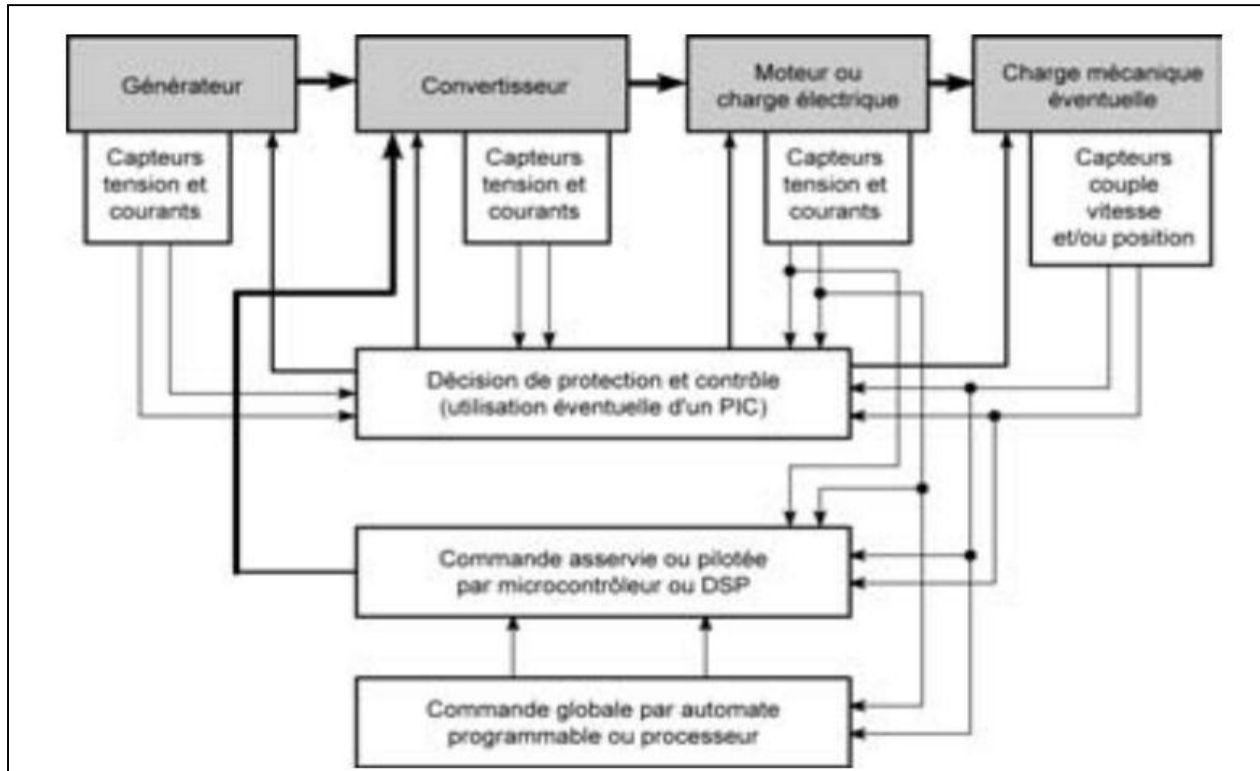 Générateur
Convertisseur
Moteur ou
charge électrique
Charge mécanique
éventuelle
Capteurs
tension et
courants
Capteurs
tension et
courants
Capteurs
tension et
courants
Capteurs
couple
vitesse
et/ou position
Décision de protection et contrôle
(utilisation éventuelle d'un PIC)
Commande asservie ou pilotée
par microcontrôleur ou DSP
Commande globale par automate
programmable ou processeur